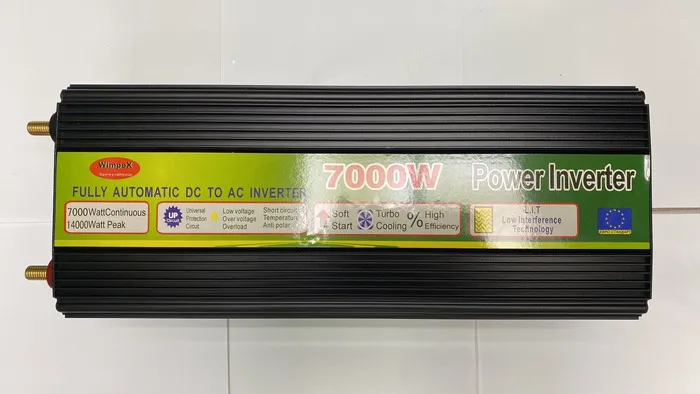 Wimpex
7000W
Power Inverter
FULLY AUTOMATIC DC TO AC INVERTER
7000WattContinuous
14000Watt Peak
UP
Universal
Protection
Circuit
Low voltage
Over voltage
Overload
Short circuit
Temperature
Anti polar
Soft
Start
Turbo
Cooling
% High
Efficiency
L.I.T
Low Interference
Technology